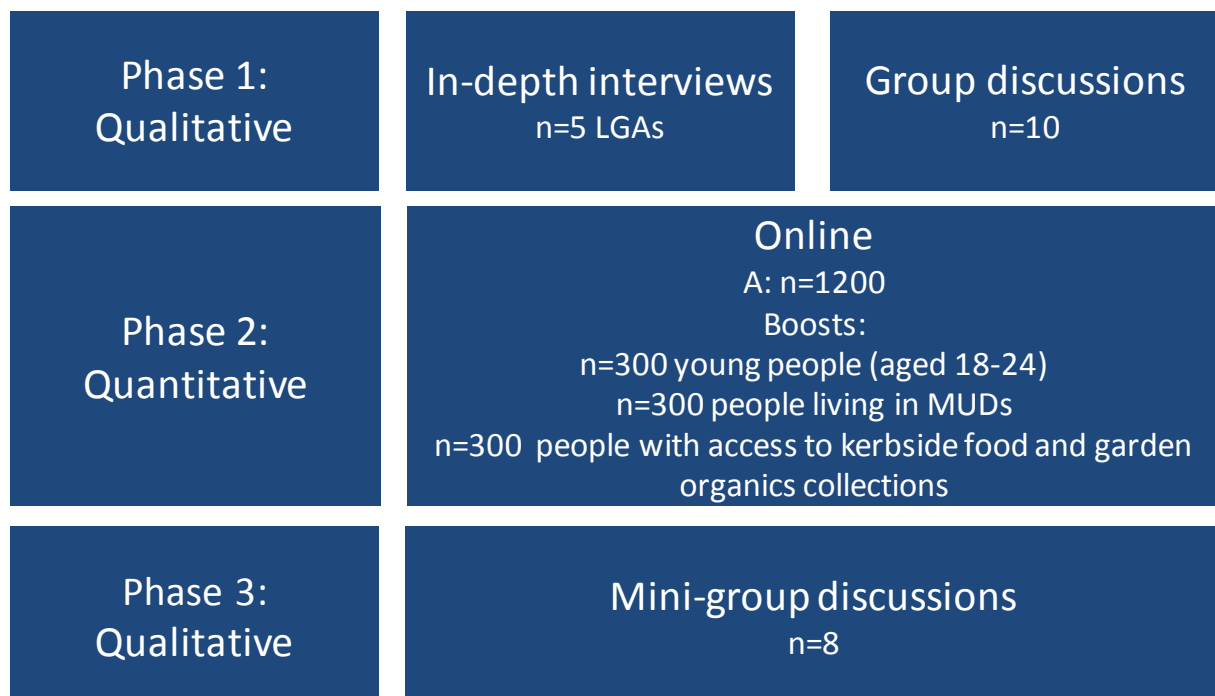 Phase 1:
Qualitative
In-depth interviews
n=5 LGAs
Group discussions
n=10
Phase 2:
Quantitative
Online
A: n=1200
Boosts:
n=300 young people (aged 18-24)
n=300 people living in MUDs
n=300 people with access to kerbside food and garden
organics collections
Phase 3:
Qualitative
Mini-group discussions
n=8